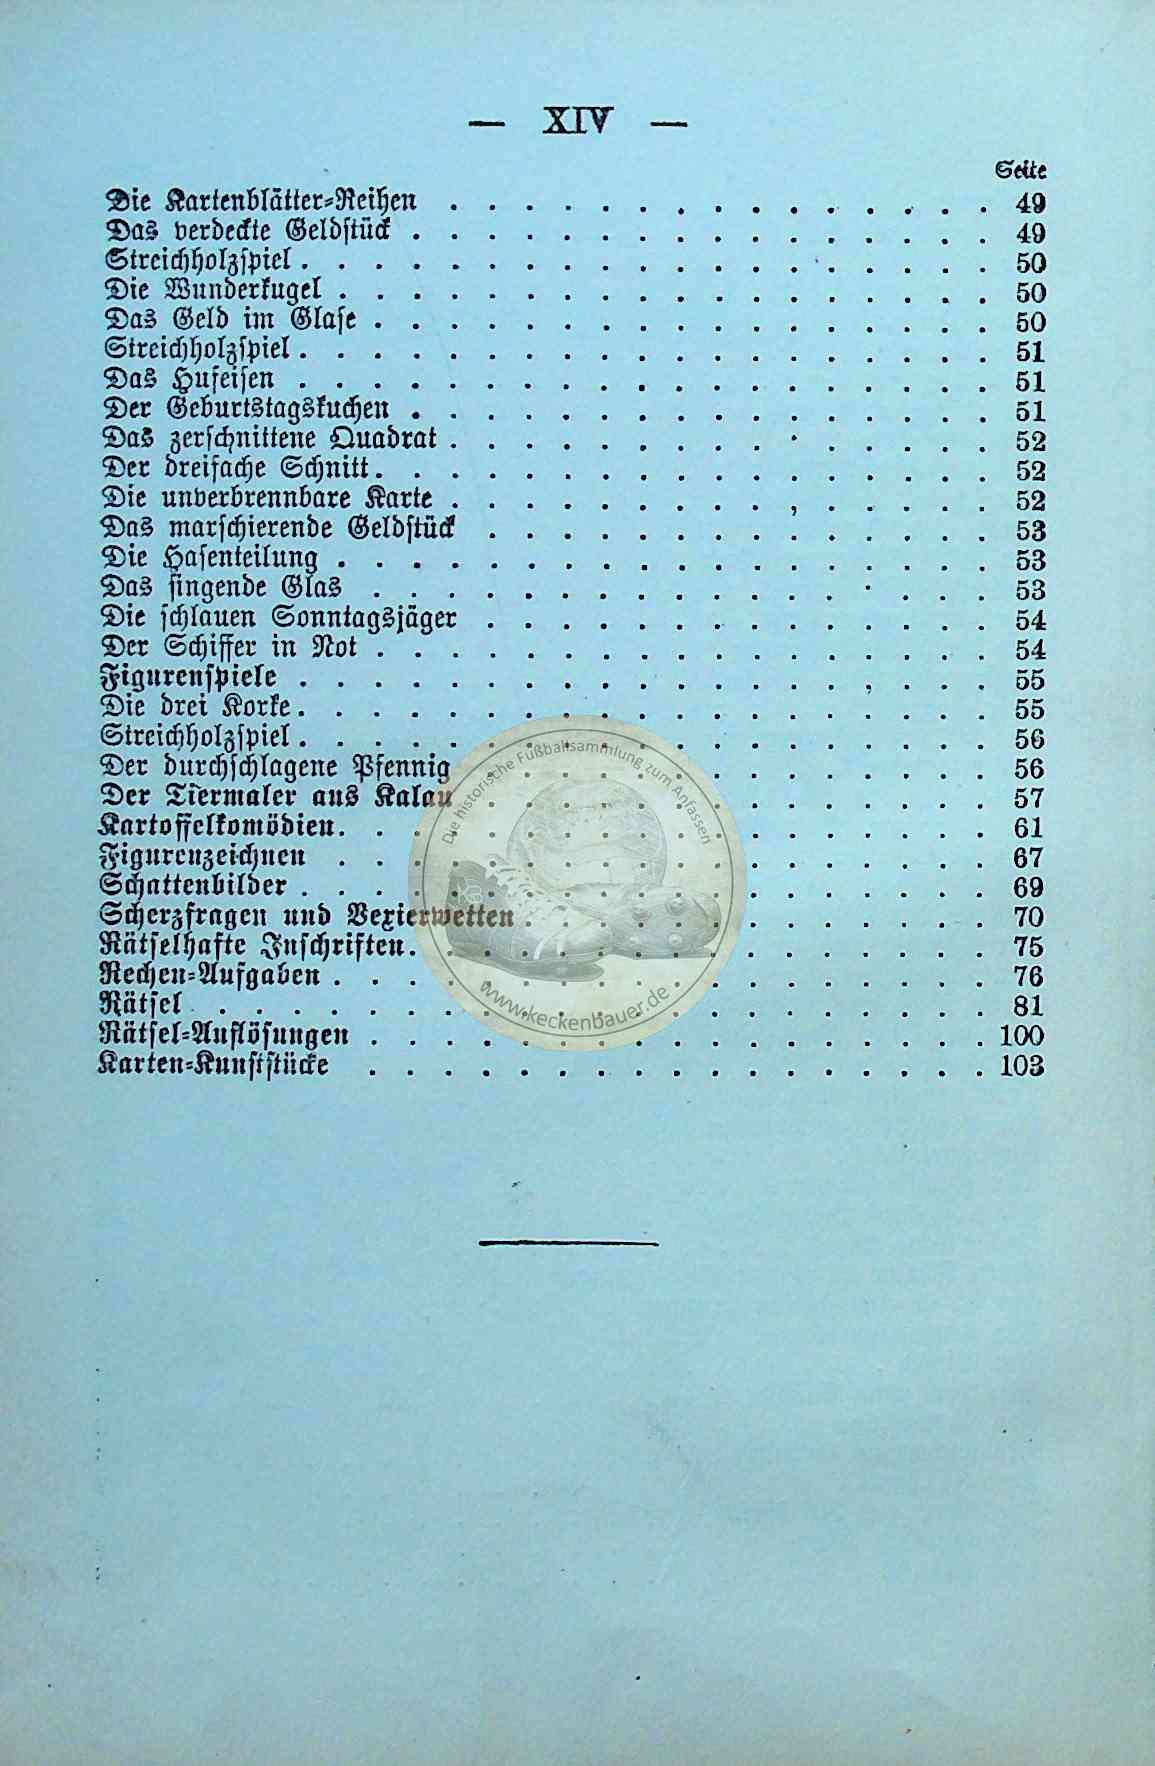 — XIV —
Seite
Die Kartenblätter-Reihen . . . . . . . . . . . . . . . 49
Das verdeckte Geldstück . . . . . . . . . . . . . . . . 49
Streichholzspiel . . . . . . . . . . . . . . . . . . . 50
Die Wunderkugel . . . . . . . . . . . . . . . . . . 50
Das Geld im Glase . . . . . . . . . . . . . . . . . 50
Streichholzspiel . . . . . . . . . . . . . . . . . . . 51
Das Hufeisen . . . . . . . . . . . . . . . . . . . 51
Der Geburtstagskuchen . . . . . . . . . . . . . . . . 51
Das zerschnittene Quadrat . . . . . . . . . . . . . . . 52
Der dreifache Schnitt . . . . . . . . . . . . . . . . . 52
Die unverbrennbare Karte . . . . . . . . . . . . . . . 52
Das marschierende Geldstück . . . . . . . . . . . . . . 53
Die Hasenteilung . . . . . . . . . . . . . . . . . . 53
Das singende Glas . . . . . . . . . . . . . . . . . 53
Die schlauen Sonntagsjäger . . . . . . . . . . . . . . 54
Der Schiffer in Not . . . . . . . . . . . . . . . . . 54
Figurenspiele . . . . . . . . . . . . . . . . . . . 55
Die drei Korke . . . . . . . . . . . . . . . . . . . 55
Streichholzspiel . . . . . . . . . . . . . . . . . . . 56
Der durchschlagene Pfennig . . . . . . . . . . . . . . 56
Der Tiermaler aus Kalau . . . . . . . . . . . . . . 57
Kartoffelkomödien . . . . . . . . . . . . . . . . . . 61
Figurenzeichnen . . . . . . . . . . . . . . . . . . 67
Schattenbilder . . . . . . . . . . . . . . . . . . . 69
Scherzfragen und Vexierwetten . . . . . . . . . . . . . 70
Rätselhafte Inschriften . . . . . . . . . . . . . . . . 75
Rechen-Aufgaben . . . . . . . . . . . . . . . . . . 76
Rätsel . . . . . . . . . . . . . . . . . . . . . . 81
Rätsel-Auflösungen . . . . . . . . . . . . . . . . . 100
Karten-Kunststücke . . . . . . . . . . . . . . . . . 103
Die historische Fußballsammlung zum Anfassen
www.keckenbauer.de